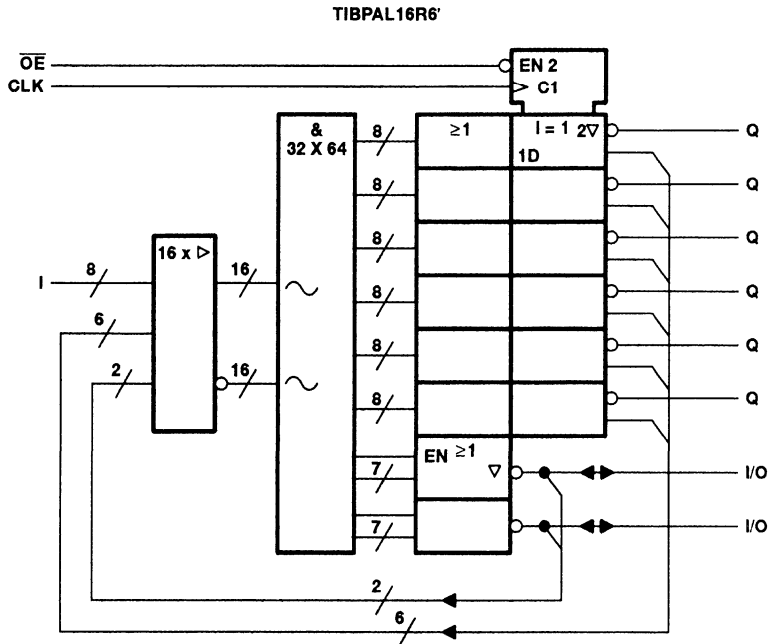 TIBPAL16R6'
OE
CLK
EN 2
C1
&
32 X 64
8
≥1
I = 1
2▽
1D
Q
8
Q
8
Q
I
8
16 x ▷
16
8
Q
6
8
Q
2
16
8
Q
EN
≥1
▽
7
I/O
7
I/O
2
6